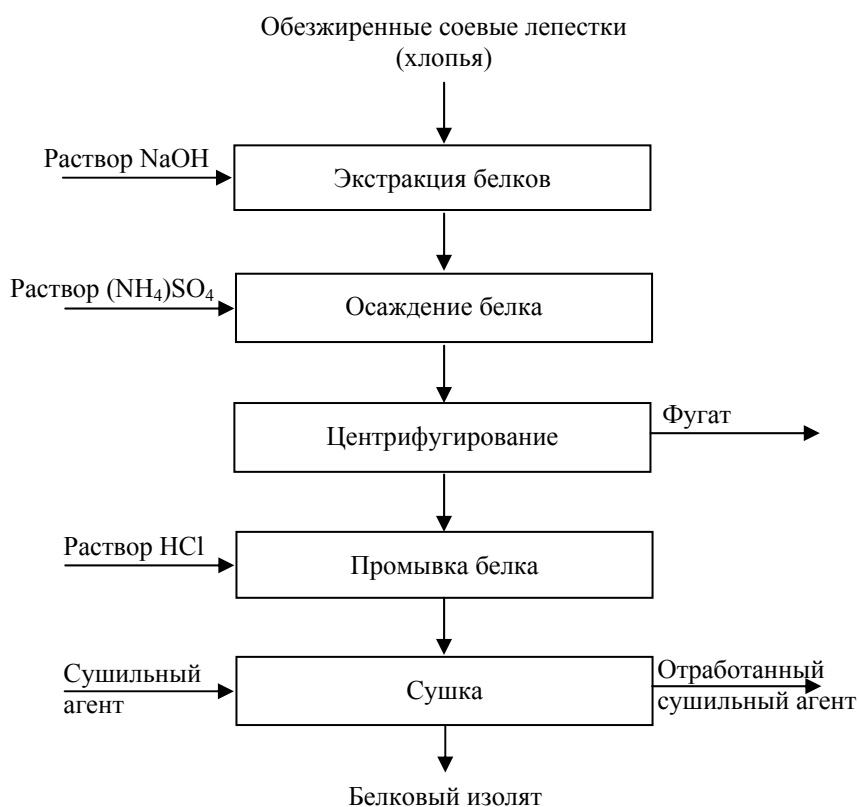 Обезжиренные соевые лепестки
(хлопья)
Раствор NaOH
Экстракция белков
Раствор (NH₄)SO₄
Осаждение белка
Центрифугирование
Фугат
Раствор HCl
Промывка белка
Сушильный
агент
Сушка
Отработанный
сушильный агент
Белковый изолят